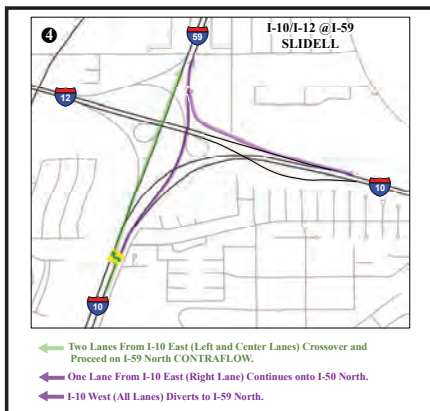 4
I-10/I-12 @I-59
SLIDELL
59
12
10
10
Two Lanes From I-10 East (Left and Center Lanes) Crossover and
Proceed on I-59 North CONTRAFLOW.
One Lane From I-10 East (Right Lane) Continues onto I-50 North.
I-10 West (All Lanes) Diverts to I-59 North.